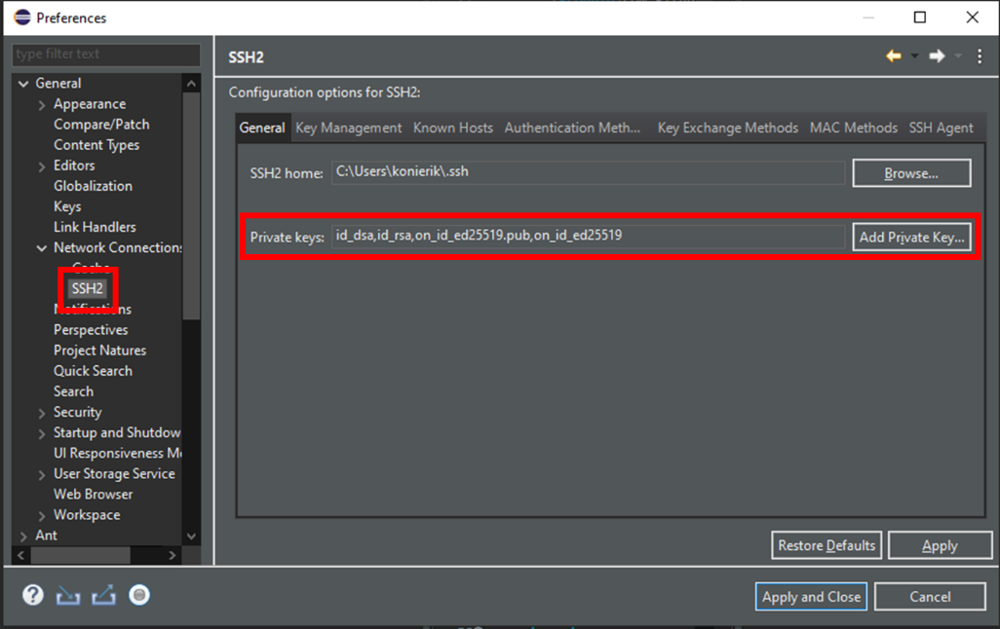 Preferences
type filter text
General
Appearance
Compare/Patch
Content Types
Editors
Globalization
Keys
Link Handlers
Network Connections
Cache
SSH2
Notifications
Perspectives
Project Natures
Quick Search
Search
Security
Startup and Shutdow
UI Responsiveness Mo
User Storage Service
Web Browser
Workspace
Ant
SSH2
Configuration options for SSH2:
General Key Management Known Hosts Authentication Meth... Key Exchange Methods MAC Methods SSH Agent
SSH2 home: C:\Users\konierik\.ssh Browse...
Private keys: id_dsa,id_rsa,on_id_ed25519.pub,on_id_ed25519 Add Private Key...
Restore Defaults Apply
Apply and Close Cancel